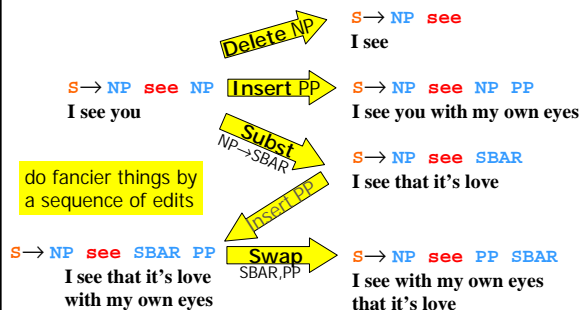 S→ NP see
I see
Delete NP
S→ NP see NP
I see you
Insert PP
S→ NP see NP PP
I see you with my own eyes
Subst
NP→SBAR
S→ NP see SBAR
I see that it's love
do fancier things by
a sequence of edits
Insert PP
S→ NP see SBAR PP
I see that it's love
with my own eyes
Swap
SBAR,PP
S→ NP see PP SBAR
I see with my own eyes
that it's love